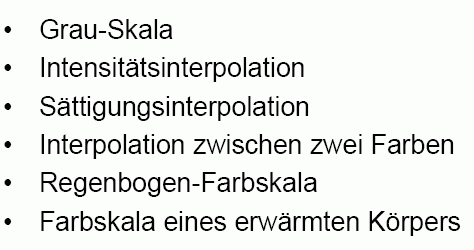 • Grau-Skala
• Intensitätsinterpolation
• Sättigungsinterpolation
• Interpolation zwischen zwei Farben
• Regenbogen-Farbskala
• Farbskala eines erwärmten Körpers